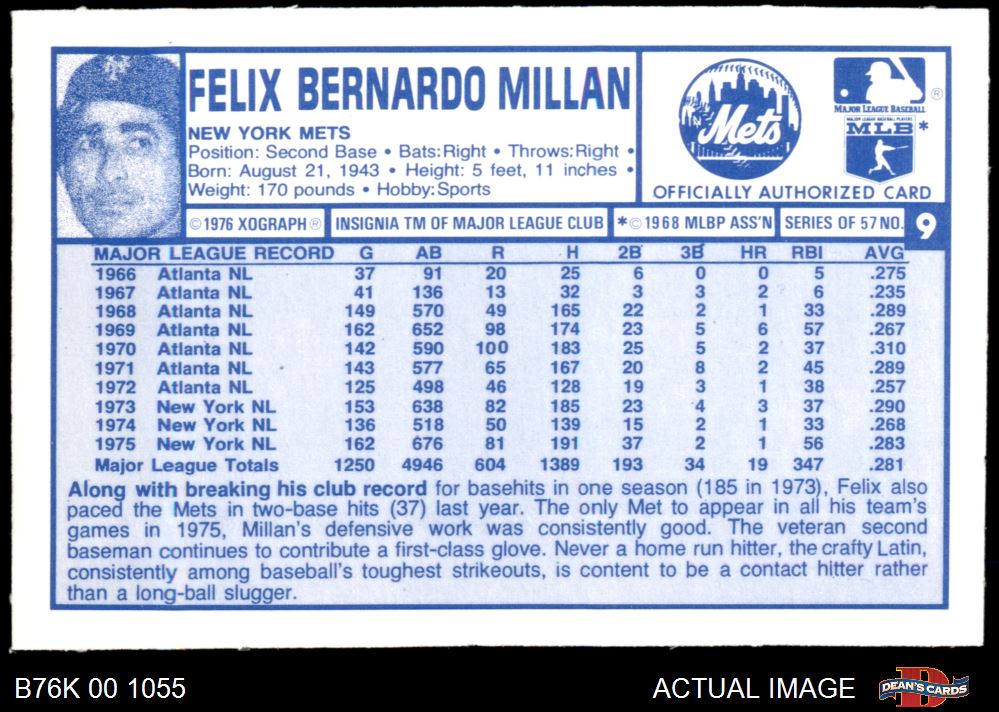 FELIX BERNARDO MILLAN
NEW YORK METS
Position: Second Base • Bats:Right • Throws:Right •
Born: August 21, 1943 • Height: 5 feet, 11 inches •
Weight: 170 pounds • Hobby:Sports
Mets
®
MAJOR LEAGUE BASEBALL
MAJOR LEAGUE BASEBALL PLAYERS
MLB *
OFFICIALLY AUTHORIZED CARD
©1976 XOGRAPH® INSIGNIA TM OF MAJOR LEAGUE CLUB *©1968 MLBP ASS'N SERIES OF 57 NO. 9
MAJOR LEAGUE RECORD G AB R H 2B 3B HR RBI AVG
1966 Atlanta NL 37 91 20 25 6 0 0 5 .275
1967 Atlanta NL 41 136 13 32 3 3 2 6 .235
1968 Atlanta NL 149 570 49 165 22 2 1 33 .289
1969 Atlanta NL 162 652 98 174 23 5 6 57 .267
1970 Atlanta NL 142 590 100 183 25 5 2 37 .310
1971 Atlanta NL 143 577 65 167 20 8 2 45 .289
1972 Atlanta NL 125 498 46 128 19 3 1 38 .257
1973 New York NL 153 638 82 185 23 4 3 37 .290
1974 New York NL 136 518 50 139 15 2 1 33 .268
1975 New York NL 162 676 81 191 37 2 1 56 .283
Major League Totals 1250 4946 604 1389 193 34 19 347 .281
Along with breaking his club record for basehits in one season (185 in 1973), Felix also
paced the Mets in two-base hits (37) last year. The only Met to appear in all his team's
games in 1975, Millan's defensive work was consistently good. The veteran second
baseman continues to contribute a first-class glove. Never a home run hitter, the crafty Latin,
consistently among baseball's toughest strikeouts, is content to be a contact hitter rather
than a long-ball slugger.
B76K 00 1055
ACTUAL IMAGE
DEAN'S CARDS